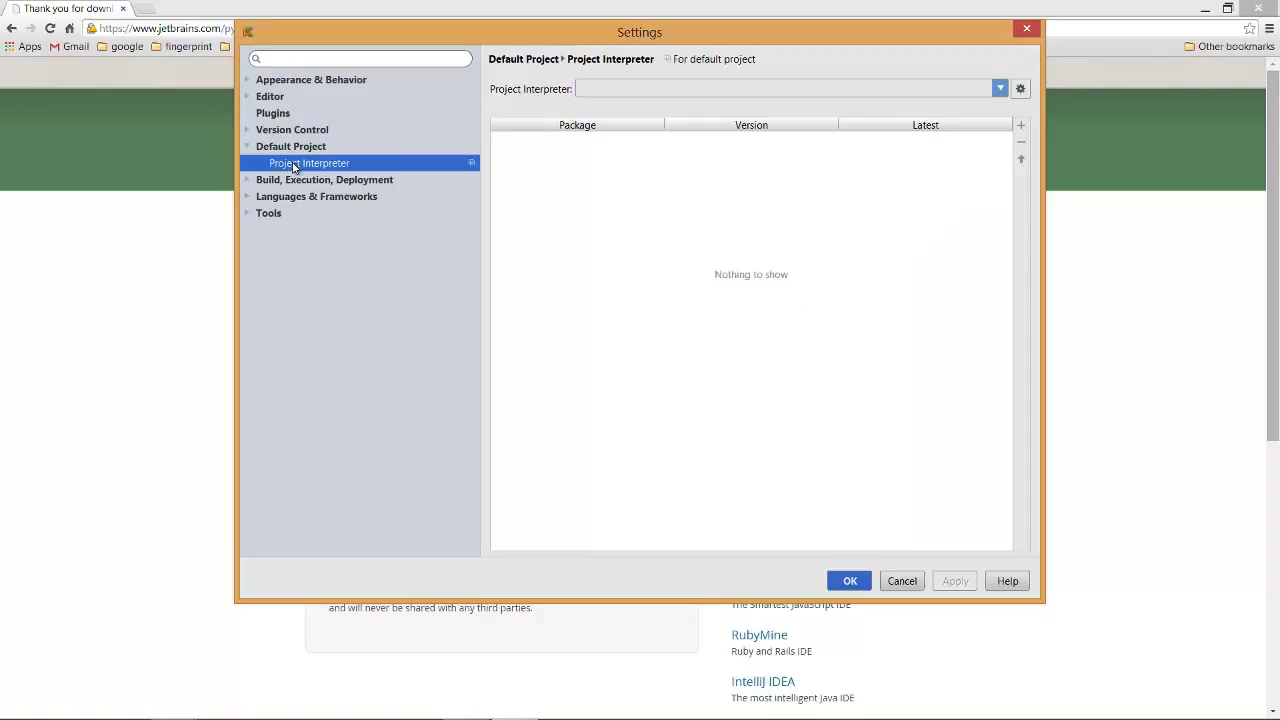 Thank you for downl
https://www.jetbrains.com/py
Apps
Gmail
google
fingerprint
Other bookmarks
Settings
Appearance & Behavior
Editor
Plugins
Version Control
Default Project
Project Interpreter
Build, Execution, Deployment
Languages & Frameworks
Tools
Default Project › Project Interpreter
For default project
Project Interpreter:
Package
Version
Latest
Nothing to show
OK
Cancel
Apply
Help
and will never be shared with any third parties.
The Smartest JavaScript IDE
RubyMine
Ruby and Rails IDE
IntelliJ IDEA
The most intelligent Java IDE